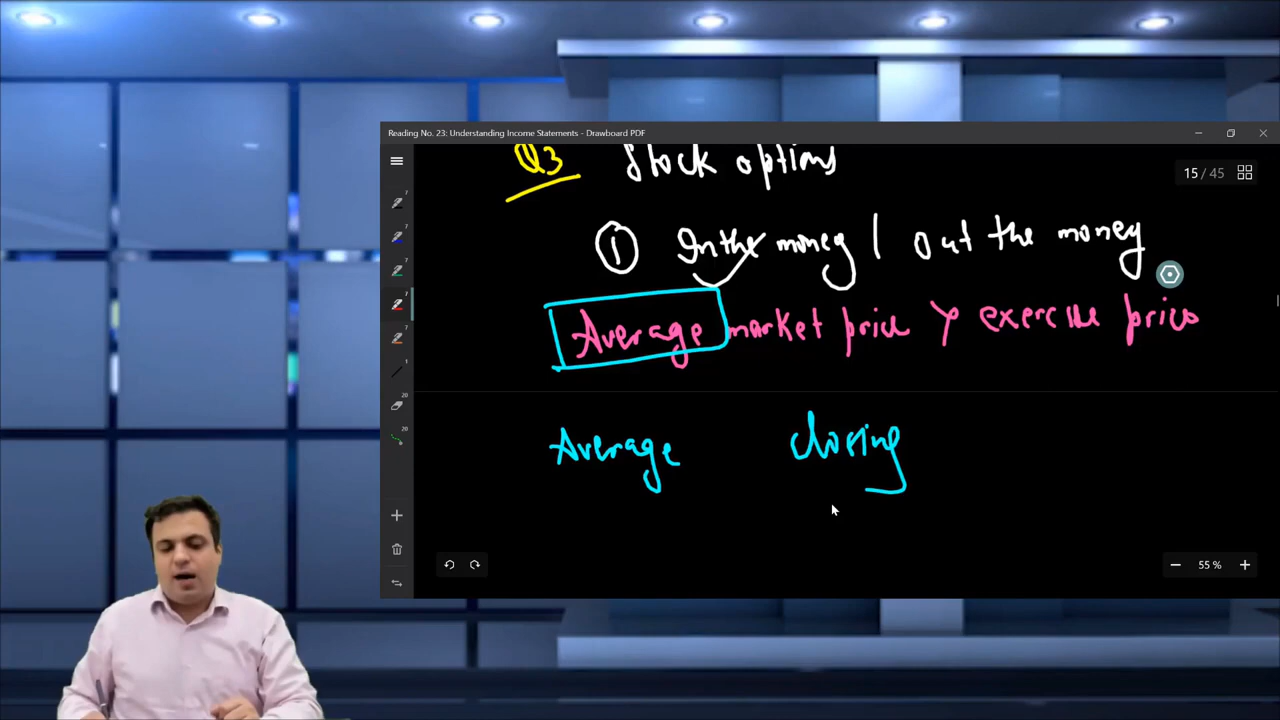 Reading No. 23: Understanding Income Statements - Drawboard PDF
Q3 Stock options
15 / 45
① In the money | out the money
Average market price > exercise price
Average closing
55 %